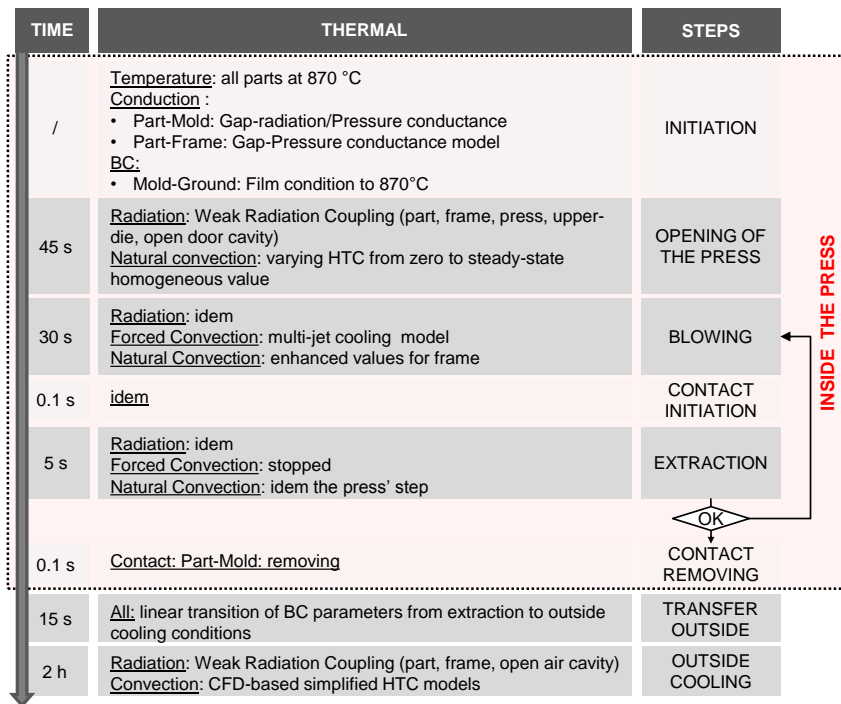 TIME THERMAL STEPS
/
Temperature: all parts at 870 °C
Conduction :
• Part-Mold: Gap-radiation/Pressure conductance
• Part-Frame: Gap-Pressure conductance model
BC:
• Mold-Ground: Film condition to 870°C
INITIATION
45 s
Radiation: Weak Radiation Coupling (part, frame, press, upper-
die, open door cavity)
Natural convection: varying HTC from zero to steady-state
homogeneous value
OPENING OF
THE PRESS
30 s
Radiation: idem
Forced Convection: multi-jet cooling model
Natural Convection: enhanced values for frame
BLOWING
0.1 s
idem
CONTACT
INITIATION
5 s
Radiation: idem
Forced Convection: stopped
Natural Convection: idem the press' step
EXTRACTION
OK
0.1 s
Contact: Part-Mold: removing
CONTACT
REMOVING
INSIDE THE PRESS
15 s
All: linear transition of BC parameters from extraction to outside
cooling conditions
TRANSFER
OUTSIDE
2 h
Radiation: Weak Radiation Coupling (part, frame, open air cavity)
Convection: CFD-based simplified HTC models
OUTSIDE
COOLING